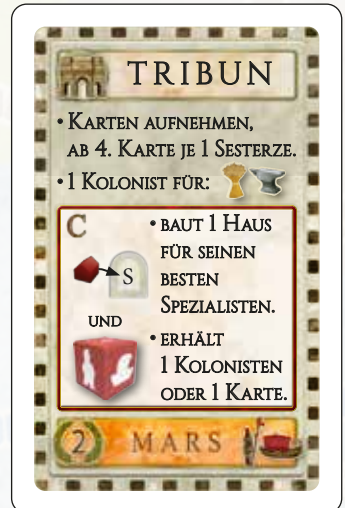 TRIBUN
• KARTEN AUFNEHMEN,
AB 4. KARTE JE 1 SESTERZE.
• 1 KOLONIST FÜR:
C
S
UND
• BAUT 1 HAUS
FÜR SEINEN
BESTEN
SPEZIALISTEN.
• ERHÄLT
1 KOLONISTEN
ODER 1 KARTE.
2 MARS